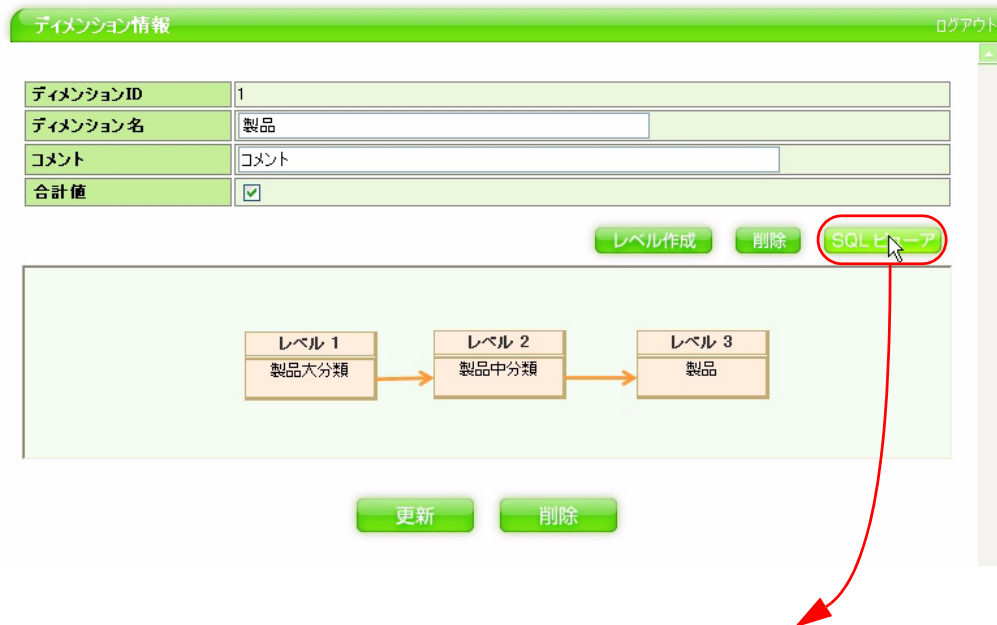 ディメンション情報 ログアウト
ディメンションID 1
ディメンション名 製品
コメント コメント
合計値
レベル作成 削除 SQLビューア
レベル 1 レベル 2 レベル 3
製品大分類 製品中分類 製品
更新 削除